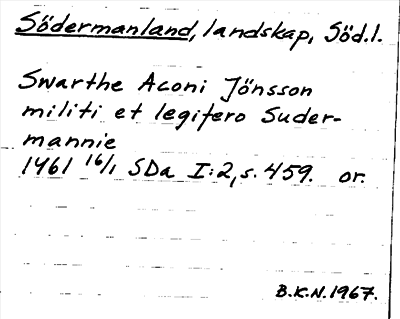 Södermanland, landskap, Söd.l.
Swarthe Aconi Jönsson
militi et legifero Suder-
mannie
1461 16/1 SDa I:2, s. 459. or.
B.K.N. 1967.